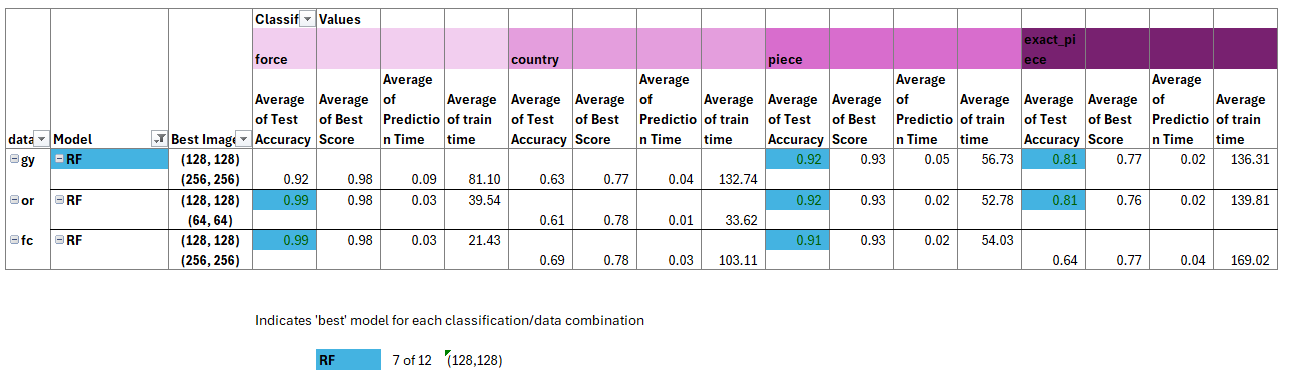 Classif Values
force country piece exact_pi
ece
data Model Best Image Average of Test Accuracy Average of Best Score Average of Predictio n Time Average of train time Average of Test Accuracy Average of Best Score Average of Predictio n Time Average of train time Average of Test Accuracy Average of Best Score Average of Predictio n Time Average of train time Average of Test Accuracy Average of Best Score Average of Predictio n Time Average of train time
gy RF (128, 128) 0.92 0.93 0.05 56.73 0.81 0.77 0.02 136.31
(256, 256) 0.92 0.98 0.09 81.10 0.63 0.77 0.04 132.74
or RF (128, 128) 0.99 0.98 0.03 39.54 0.92 0.93 0.02 52.78 0.81 0.76 0.02 139.81
(64, 64) 0.61 0.78 0.01 33.62
fc RF (128, 128) 0.99 0.98 0.03 21.43 0.91 0.93 0.02 54.03
(256, 256) 0.69 0.78 0.03 103.11 0.64 0.77 0.04 169.02
Indicates 'best' model for each classification/data combination
RF 7 of 12 (128,128)